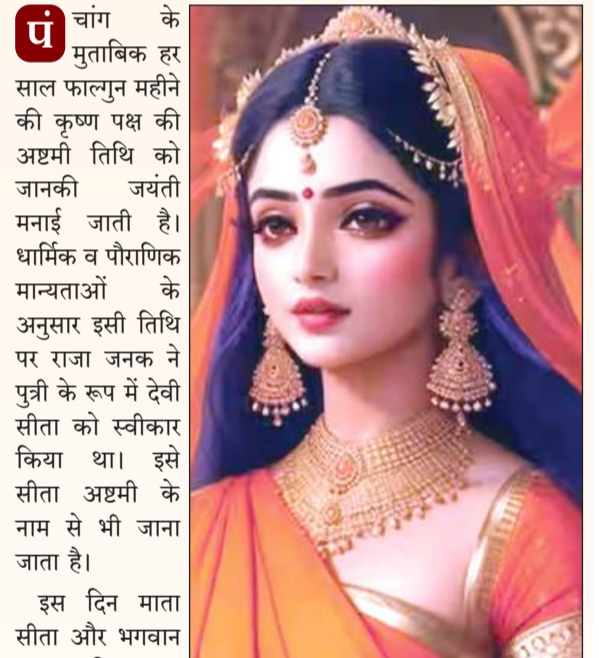 पंचांग के
मुताबिक हर
साल फाल्गुन महीने
की कृष्ण पक्ष की
अष्टमी तिथि को
जानकी जयंती
मनाई जाती है।
धार्मिक व पौराणिक
मान्यताओं के
अनुसार इसी तिथि
पर राजा जनक ने
पुत्री के रूप में देवी
सीता को स्वीकार
किया था। इसे
सीता अष्टमी के
नाम से भी जाना
जाता है।
इस दिन माता
सीता और भगवान